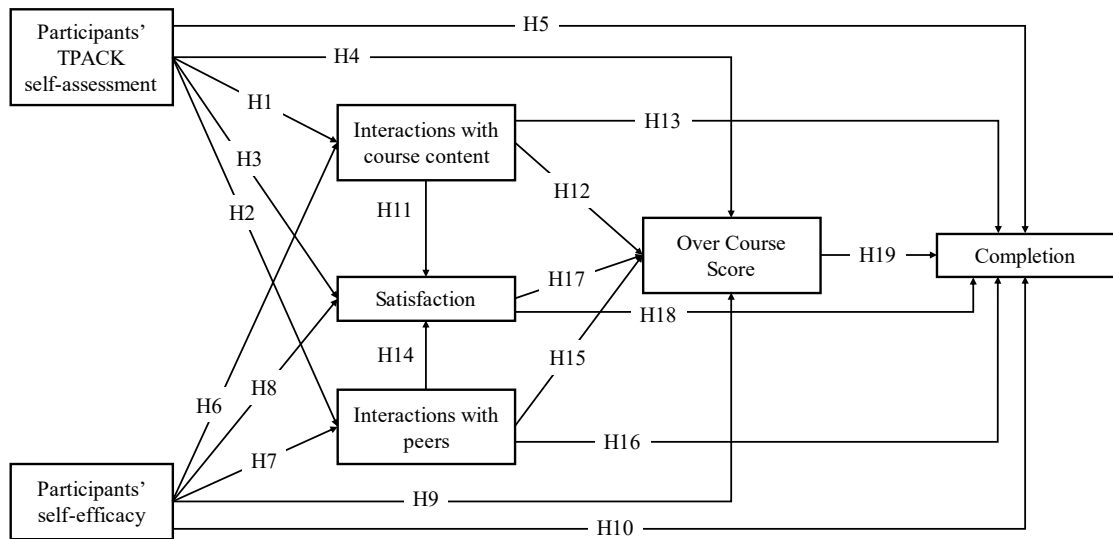 Participants'
TPACK
self-assessment
H5
H4
H1
H3
H2
Interactions with
course content
H13
H12
H11
Over Course
Score
H19
Completion
Satisfaction
H17
H18
H14
H15
H8
H6
H7
Interactions with
peers
H16
Participants'
self-efficacy
H9
H10